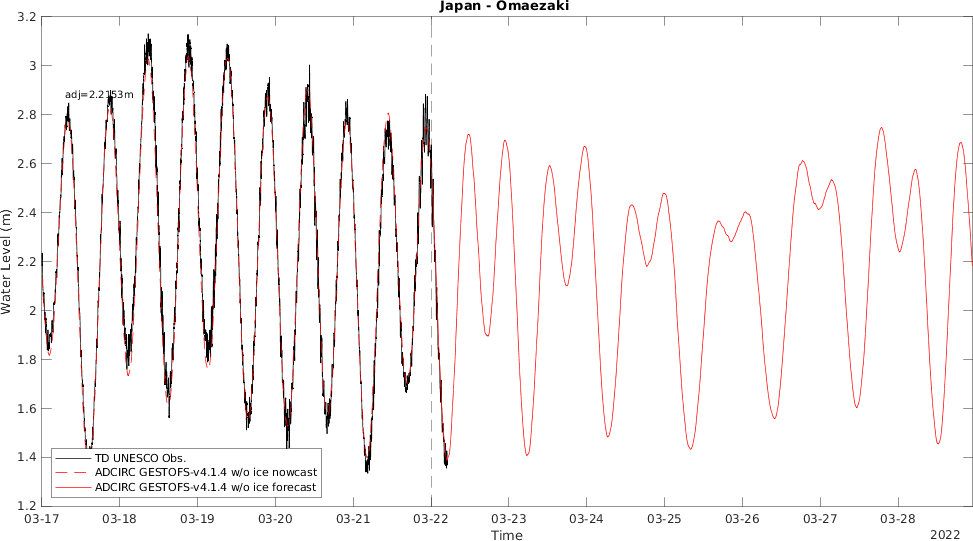 Japan - Omaezaki
3.2
3
2.8
2.6
2.4
2.2
2
1.8
1.6
1.4
1.2
Water Level (m)
adj=2.2153m
TD UNESCO Obs.
ADCIRC GESTOFS-v4.1.4 w/o ice nowcast
ADCIRC GESTOFS-v4.1.4 w/o ice forecast
03-17 03-18 03-19 03-20 03-21 03-22 03-23 03-24 03-25 03-26 03-27 03-28
Time
2022